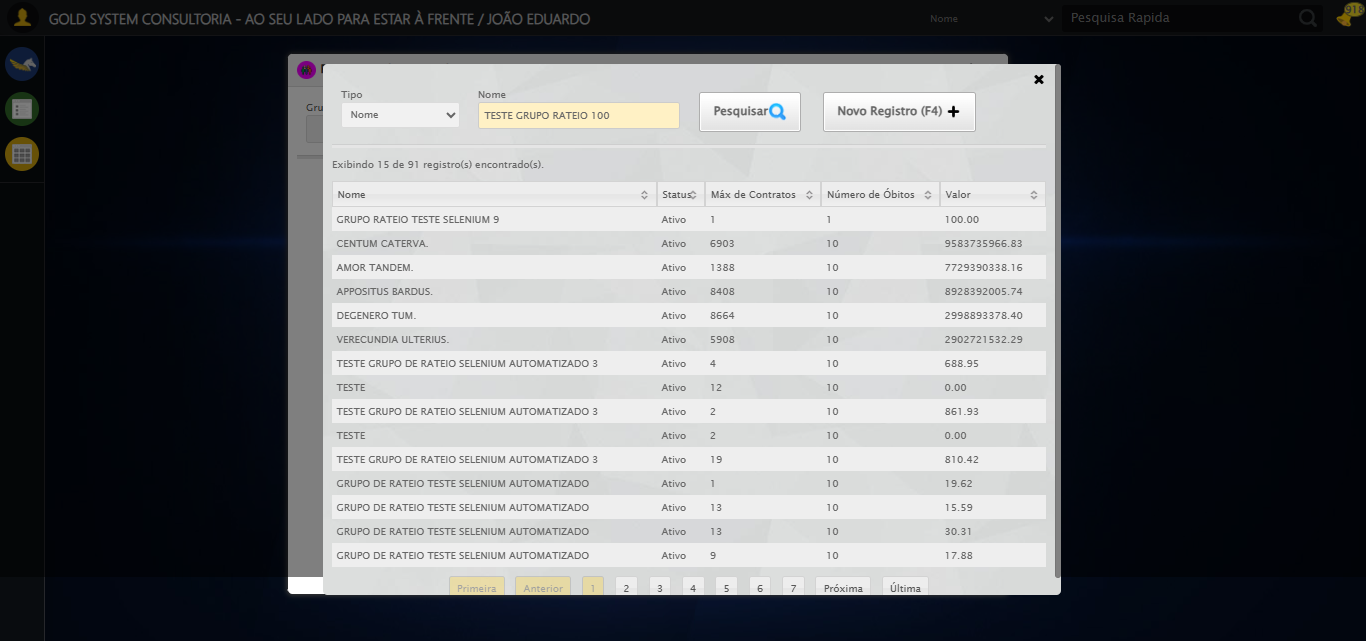 GOLD SYSTEM CONSULTORIA - AO SEU LADO PARA ESTAR À FRENTE / JOÃO EDUARDO
Nome
Pesquisa Rapida
918
Gru
Tipo
Nome
Nome
TESTE GRUPO RATEIO 100
Pesquisar
Novo Registro (F4)
Exibindo 15 de 91 registro(s) encontrado(s).
Nome Status Máx de Contratos Número de Óbitos Valor
GRUPO RATEIO TESTE SELENIUM 9 Ativo 1 1 100.00
CENTUM CATERVA. Ativo 6903 10 9583735966.83
AMOR TANDEM. Ativo 1388 10 7729390338.16
APPOSITUS BARDUS. Ativo 8408 10 8928392005.74
DEGENERO TUM. Ativo 8664 10 2998893378.40
VERECUNDIA ULTERIUS. Ativo 5908 10 2902721532.29
TESTE GRUPO DE RATEIO SELENIUM AUTOMATIZADO 3 Ativo 4 10 688.95
TESTE Ativo 12 10 0.00
TESTE GRUPO DE RATEIO SELENIUM AUTOMATIZADO 3 Ativo 2 10 861.93
TESTE Ativo 2 10 0.00
TESTE GRUPO DE RATEIO SELENIUM AUTOMATIZADO 3 Ativo 19 10 810.42
GRUPO DE RATEIO TESTE SELENIUM AUTOMATIZADO Ativo 1 10 19.62
GRUPO DE RATEIO TESTE SELENIUM AUTOMATIZADO Ativo 13 10 15.59
GRUPO DE RATEIO TESTE SELENIUM AUTOMATIZADO Ativo 13 10 30.31
GRUPO DE RATEIO TESTE SELENIUM AUTOMATIZADO Ativo 9 10 17.88
Primeira Anterior 1 2 3 4 5 6 7 Próxima Última